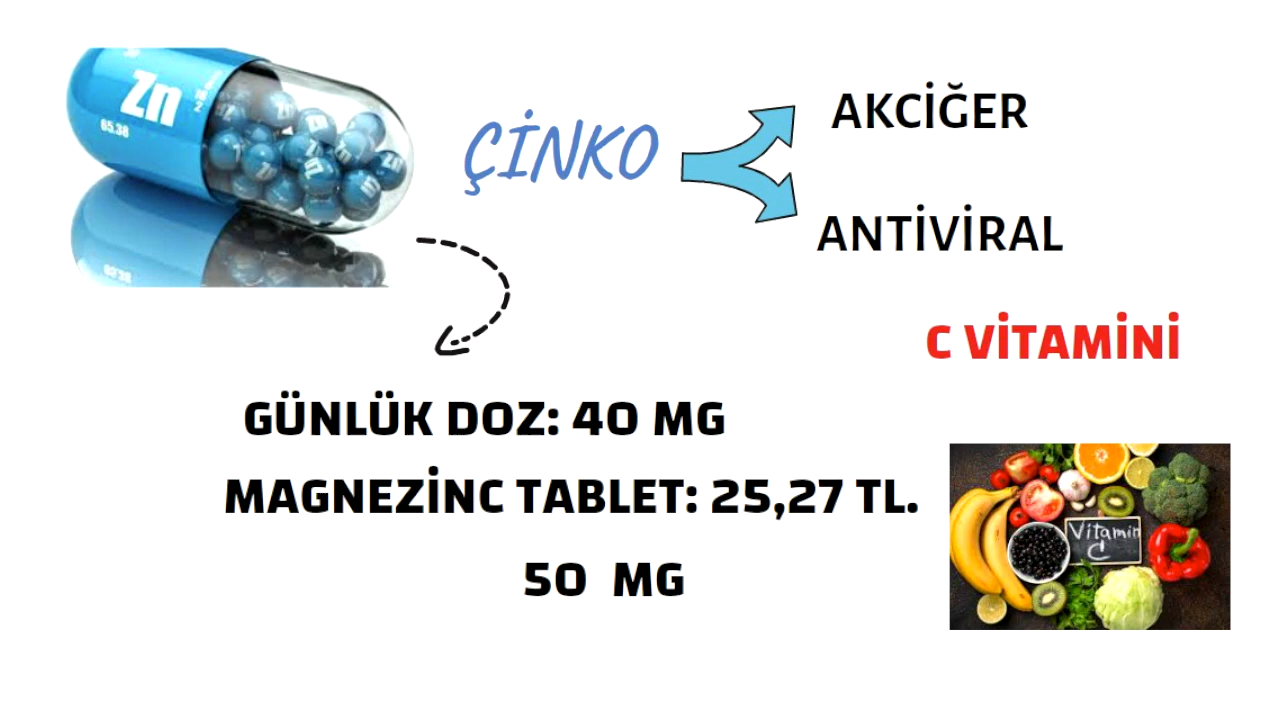 Zn
65.38
ÇİNKO
AKCİĞER
ANTİVİRAL
C VİTAMİNİ
GÜNLÜK DOZ: 40 MG
MAGNEZİNC TABLET: 25,27 TL.
50 MG
Vitamin
C